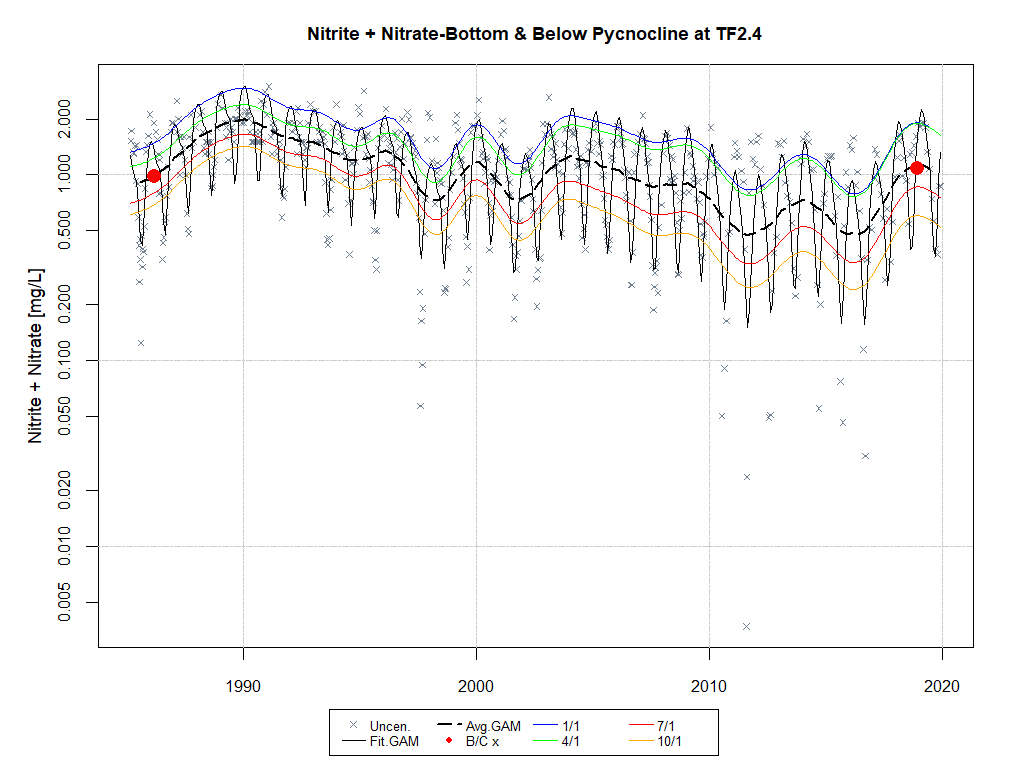 Nitrite + Nitrate-Bottom & Below Pycnocline at TF2.4
Nitrite + Nitrate [mg/L]
2.000
1.000
0.500
0.200
0.100
0.050
0.020
0.010
0.005
1990 2000 2010 2020
Uncen. Avg.GAM 1/1 7/1
Fit.GAM B/C x 4/1 10/1